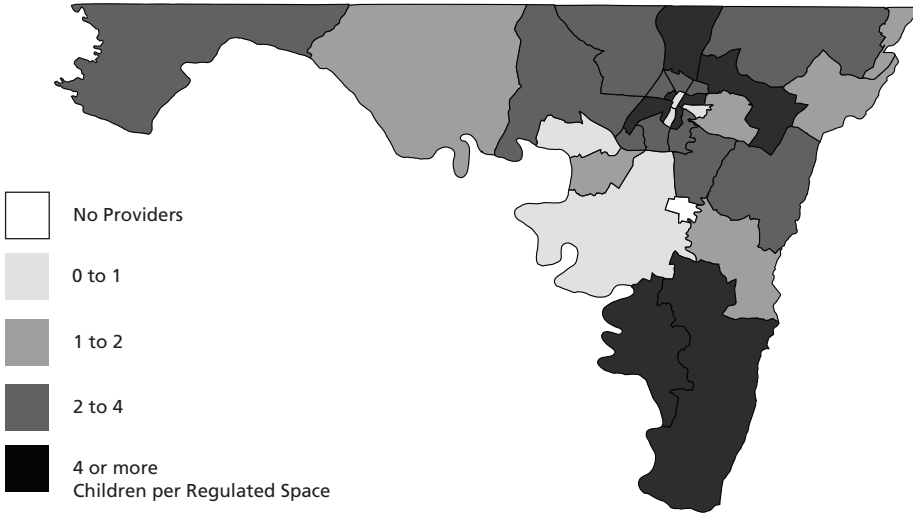 No Providers
0 to 1
1 to 2
2 to 4
4 or more
Children per Regulated Space